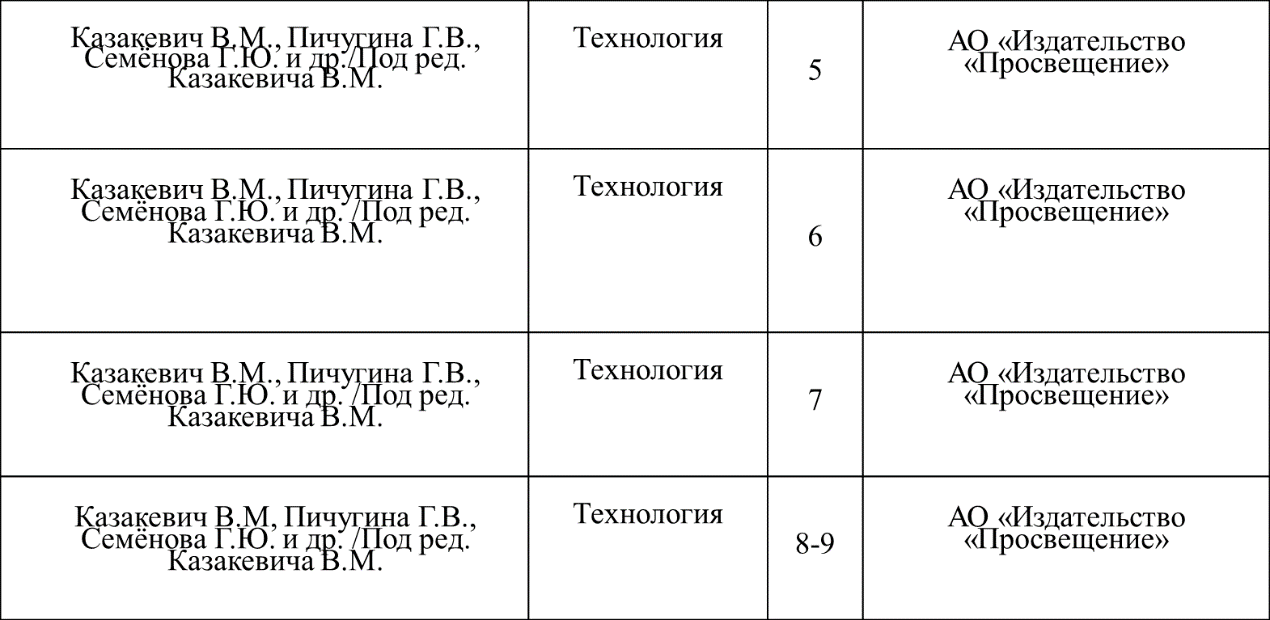 Казакевич В.М., Пичугина Г.В.,
Семёнова Г.Ю. и др./Под ред.
Казакевича В.М.
Технология
5
АО «Издательство
«Просвещение»
Казакевич В.М., Пичугина Г.В.,
Семёнова Г.Ю. и др. /Под ред.
Казакевича В.М.
Технология
6
АО «Издательство
«Просвещение»
Казакевич В.М., Пичугина Г.В.,
Семёнова Г.Ю. и др. /Под ред.
Казакевича В.М.
Технология
7
АО «Издательство
«Просвещение»
Казакевич В.М, Пичугина Г.В.,
Семёнова Г.Ю. и др. /Под ред.
Казакевича В.М.
Технология
8-9
АО «Издательство
«Просвещение»